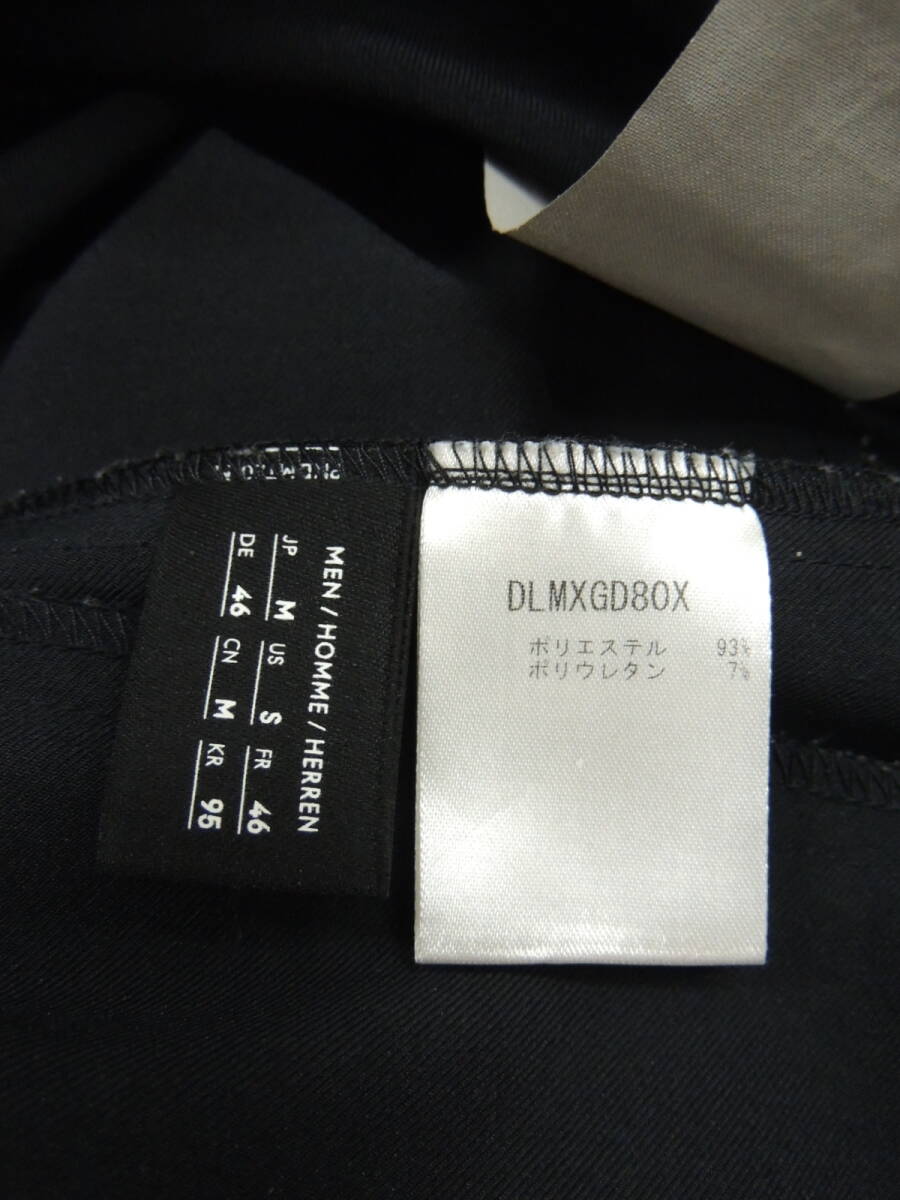 MEN / HOMME / HERREN
JP M US S FR 46
DE 46 CN M KR 95
DLMXGD80X
ポリエステル 93%
ポリウレタン 7%